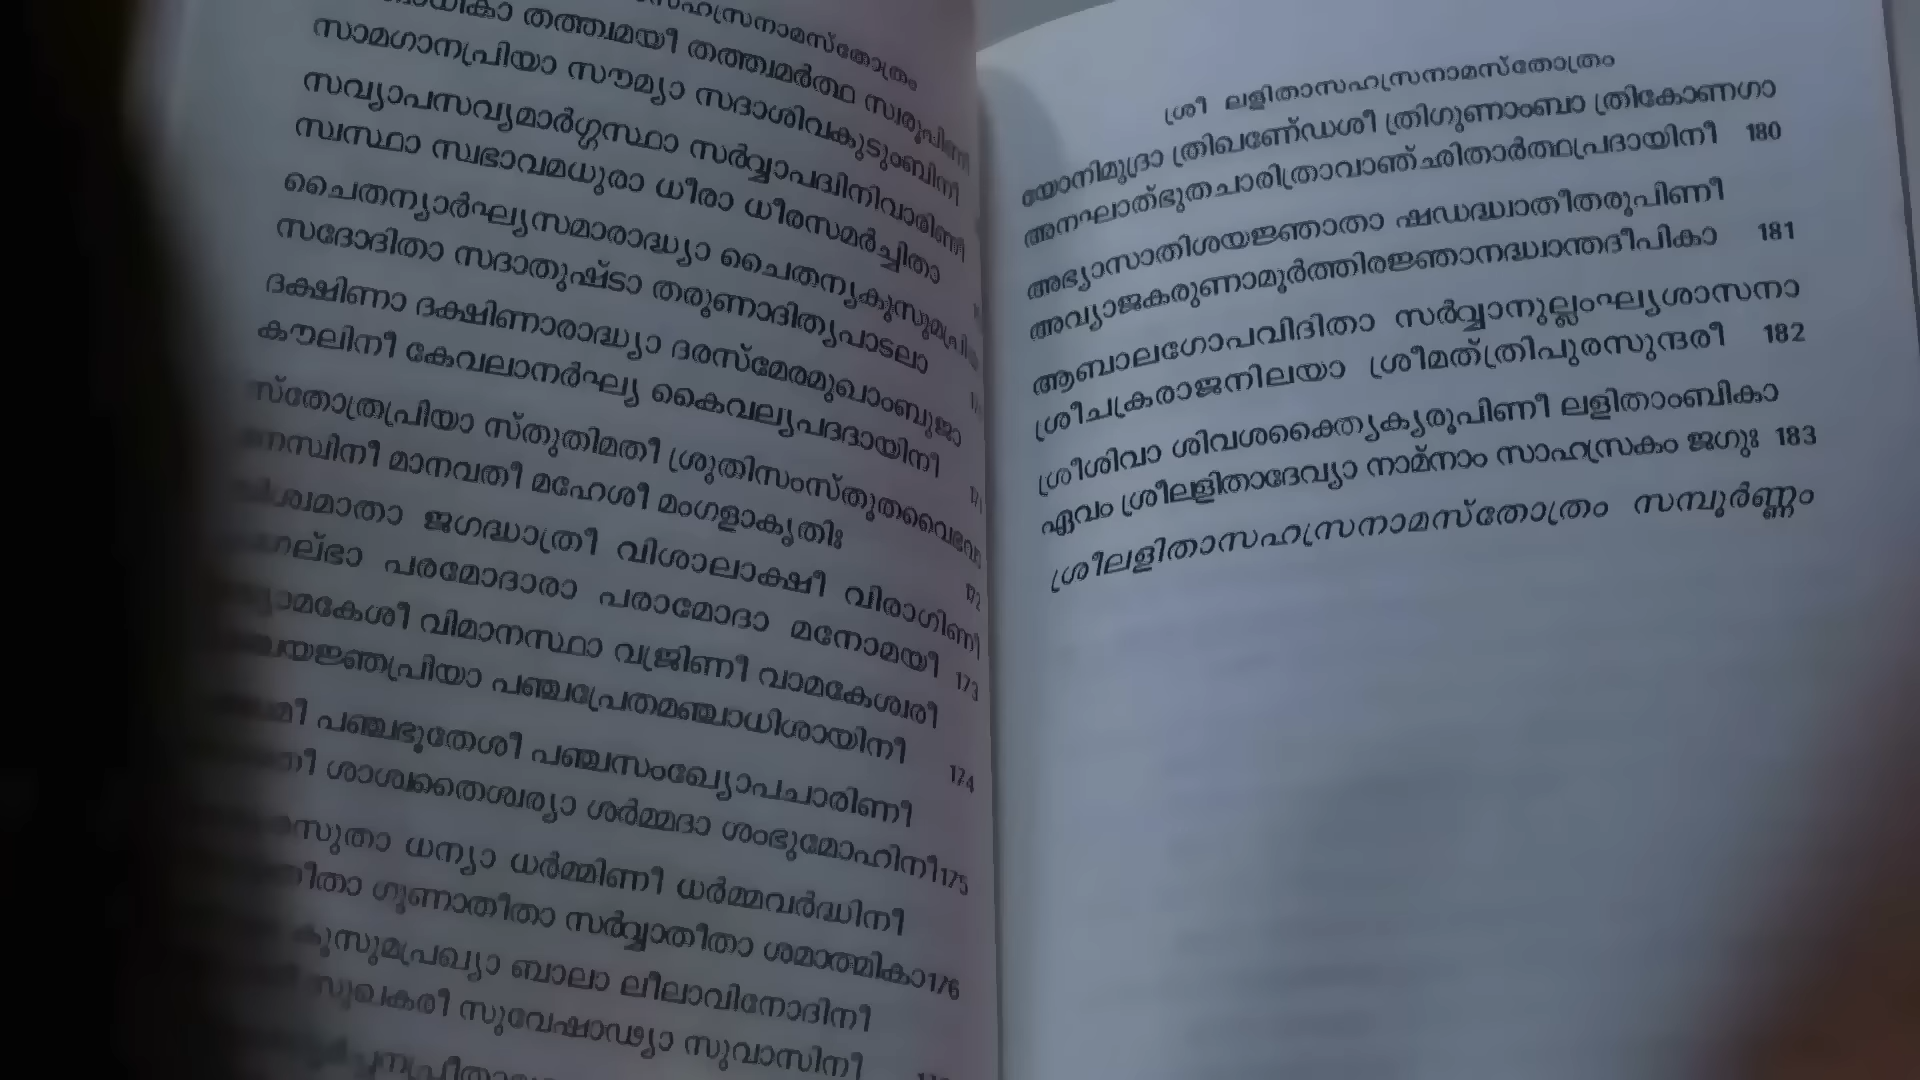 സഹസ്രനാമസ്തോത്രം
തത്ത്വമയീ തത്ത്വമർത്ഥ സ്വരൂപിണീ
സാമഗാനപ്രിയാ സൗമ്യാ സദാശിവകുടുംബിനീ
സവ്യാപസവ്യമാർഗ്ഗസ്ഥാ സർവ്വാപദ്വിനിവാരിണീ
സ്വസ്ഥാ സ്വഭാവമധുരാ ധീരാ ധീരസമർച്ചിതാ
ചൈതന്യാർഘ്യസമാരാദ്ധ്യാ ചൈതന്യകുസുമപ്രിയാ
സദോദിതാ സദാതുഷ്ടാ തരുണാദിത്യപാടലാ
ദക്ഷിണാ ദക്ഷിണാരാദ്ധ്യാ ദരസ്മേരമുഖാംബുജാ
കൗലിനീ കേവലാനർഘ്യ കൈവല്യപദദായിനീ
സ്തോത്രപ്രിയാ സ്തുതിമതീ ശ്രുതിസംസ്തുതവൈഭവാ
മാനവതീ മഹേശീ മംഗളാകൃതിഃ 172
ജഗദ്ധാത്രീ വിശാലാക്ഷീ വിരാഗിണീ
പരമോദാരാ പരാമോദാ മനോമയീ 173
വിമാനസ്ഥാ വജ്രിണീ വാമകേശ്വരീ
പഞ്ചപ്രേതമഞ്ചാധിശായിനീ 174
പഞ്ചഭൂതേശീ പഞ്ചസംഖ്യോപചാരിണീ
ശാശ്വതൈശ്വര്യാ ശർമ്മദാ ശംഭുമോഹിനീ 175
ധന്യാ ധർമ്മിണീ ധർമ്മവർദ്ധിനീ
ഗുണാതീതാ സർവ്വാതീതാ ശമാത്മികാ 176
കുസുമപ്രഖ്യാ ബാലാ ലീലാവിനോദിനീ
സുഖകരീ സുവേഷാഢ്യാ സുവാസിനീ
ശ്രീ ലളിതാസഹസ്രനാമസ്തോത്രം
യോനിമുദ്രാ ത്രിഖണ്ഡേശീ ത്രിഗുണാംബാ ത്രികോണഗാ
അനഘാത്ഭുതചാരിത്രാവാഞ്ഛിതാർത്ഥപ്രദായിനീ 180
അഭ്യാസാതിശയജ്ഞാതാ ഷഡദ്ധ്വാതീതരൂപിണീ
അവ്യാജകരുണാമൂർത്തിരജ്ഞാനദ്ധ്വാന്തദീപികാ 181
ആബാലഗോപവിദിതാ സർവ്വാനുല്ലംഘ്യശാസനാ
ശ്രീചക്രരാജനിലയാ ശ്രീമത്ത്രിപുരസുന്ദരീ 182
ശ്രീശിവാ ശിവശക്തൈക്യരൂപിണീ ലളിതാംബികാ
ഏവം ശ്രീലളിതാദേവ്യാ നാമ്നാം സാഹസ്രകം ജഗുഃ 183
ശ്രീലളിതാസഹസ്രനാമസ്തോത്രം സമ്പൂർണ്ണം